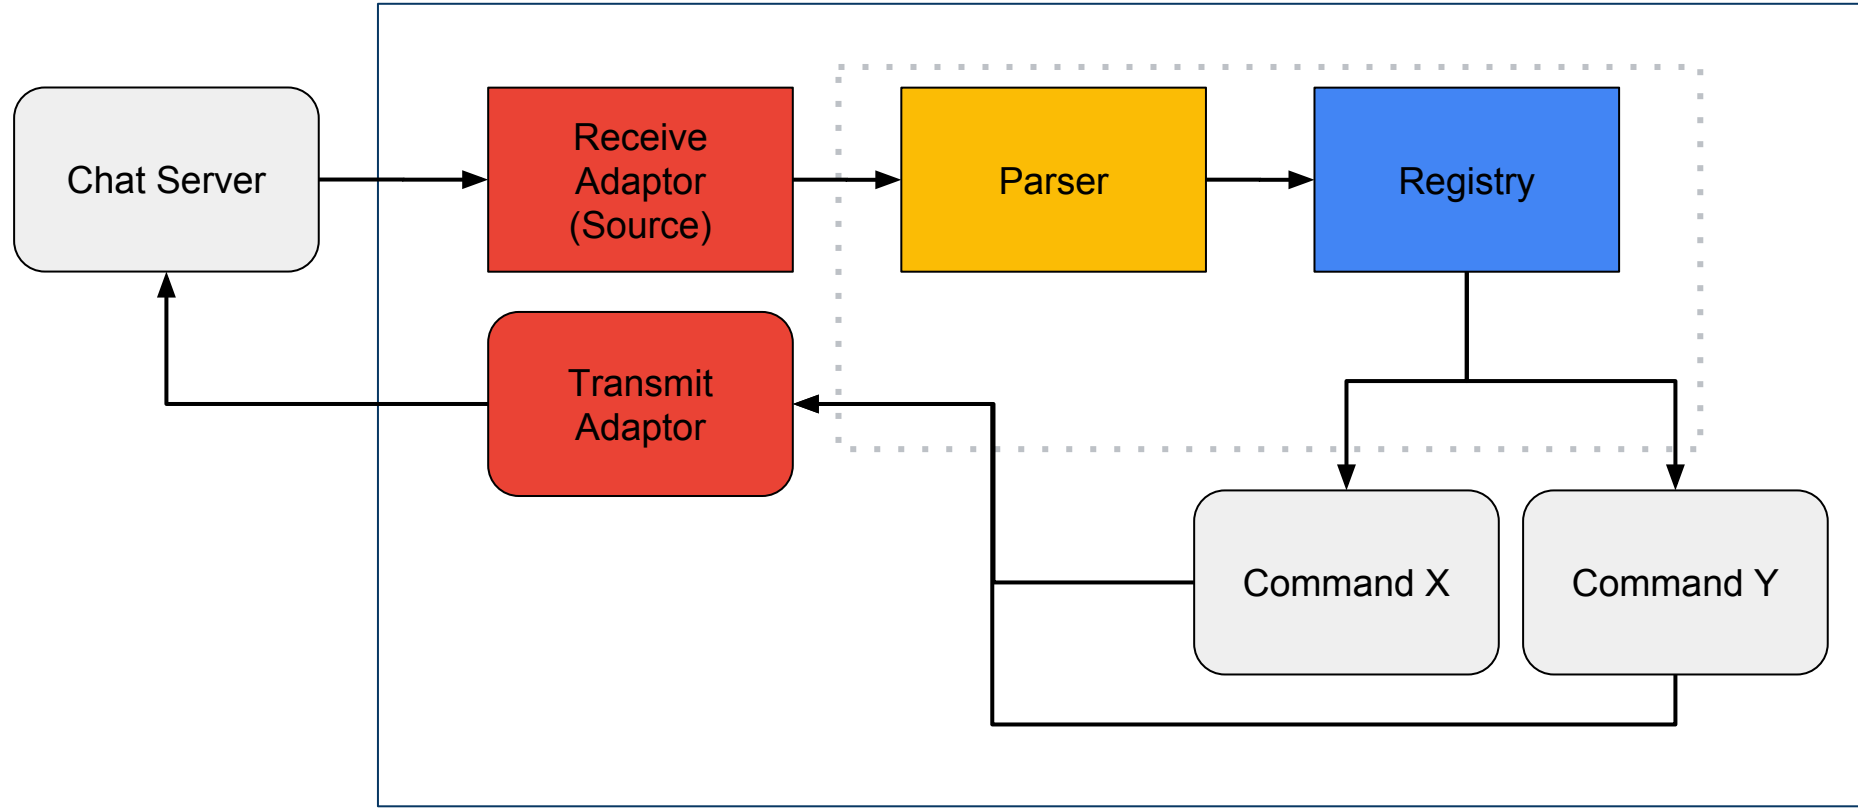 Chat Server
Receive
Adaptor
(Source)
Parser
Registry
Transmit
Adaptor
Command X
Command Y